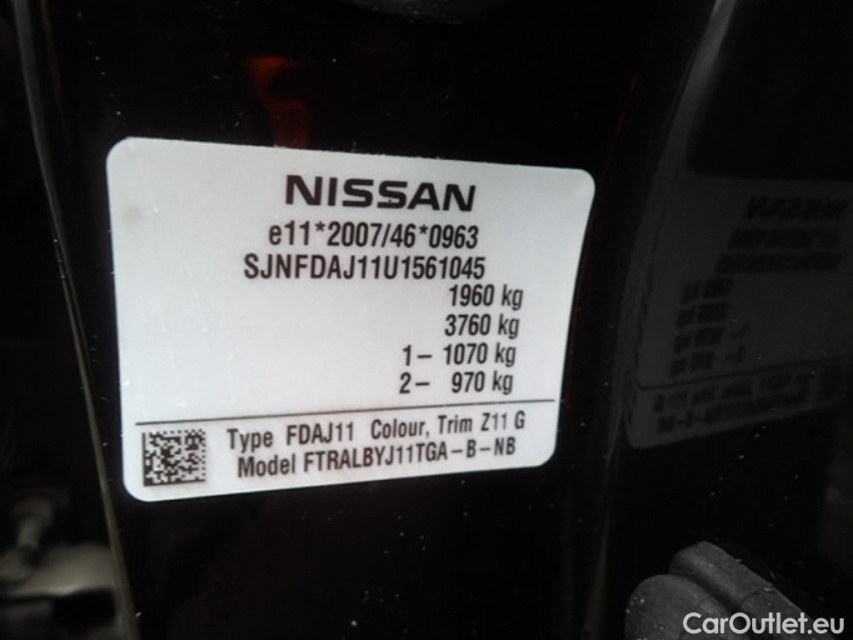 NISSAN
e11*2007/46*0963
SJNFDAJ11U1561045
1960 kg
3760 kg
1– 1070 kg
2– 970 kg
Type FDAJ11 Colour, Trim Z11 G
Model FTRALBYJ11TGA–B–NB
CarOutlet.eu